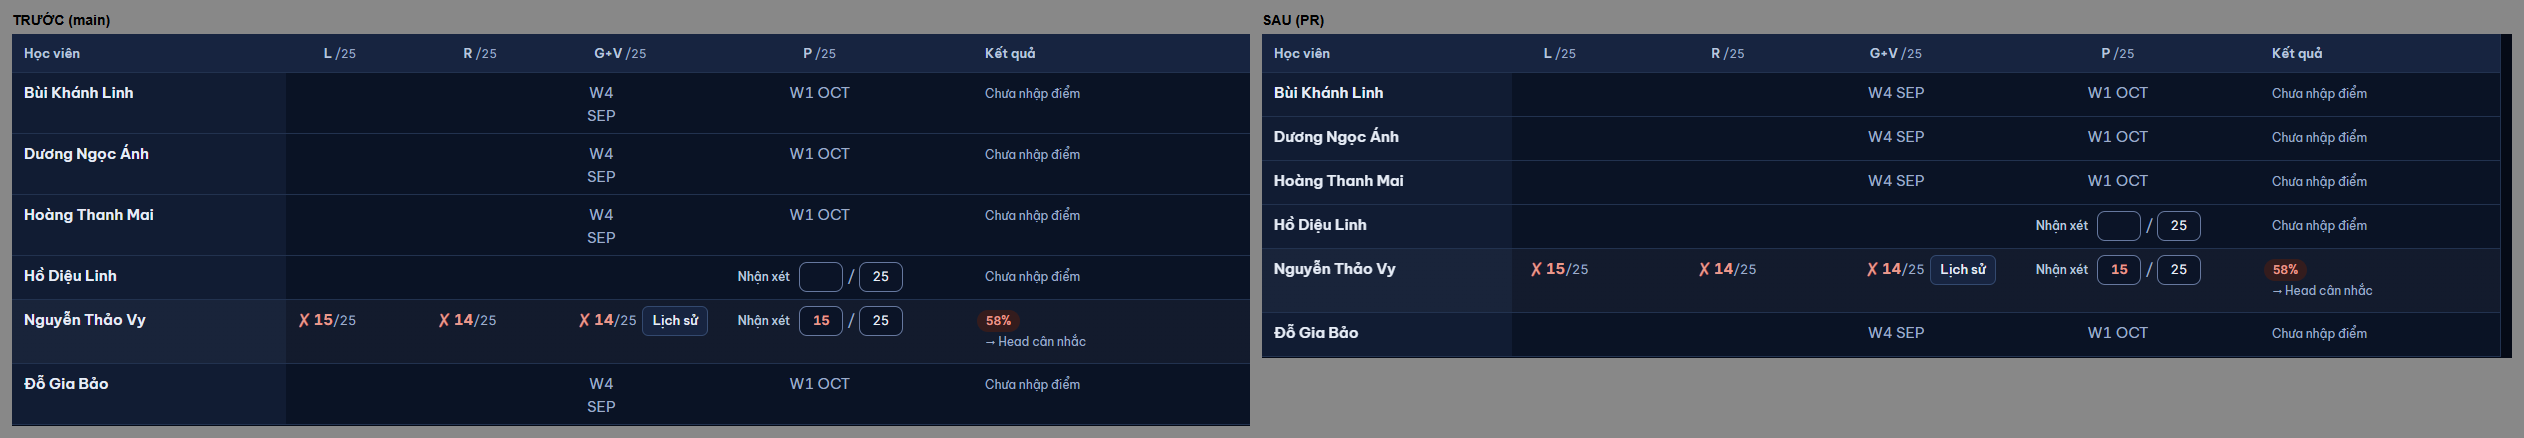 TRƯỚC (main)
Học viên L /25 R /25 G+V /25 P /25 Kết quả
Bùi Khánh Linh W4 SEP W1 OCT Chưa nhập điểm
Dương Ngọc Ánh W4 SEP W1 OCT Chưa nhập điểm
Hoàng Thanh Mai W4 SEP W1 OCT Chưa nhập điểm
Hồ Diệu Linh Nhận xét / 25 Chưa nhập điểm
Nguyễn Thảo Vy ✗ 15/25 ✗ 14/25 ✗ 14/25 Lịch sử Nhận xét 15 / 25 58%
→ Head cân nhắc
Đỗ Gia Bảo W4 SEP W1 OCT Chưa nhập điểm
SAU (PR)
Học viên L /25 R /25 G+V /25 P /25 Kết quả
Bùi Khánh Linh W4 SEP W1 OCT Chưa nhập điểm
Dương Ngọc Ánh W4 SEP W1 OCT Chưa nhập điểm
Hoàng Thanh Mai W4 SEP W1 OCT Chưa nhập điểm
Hồ Diệu Linh Nhận xét / 25 Chưa nhập điểm
Nguyễn Thảo Vy ✗ 15/25 ✗ 14/25 ✗ 14/25 Lịch sử Nhận xét 15 / 25 58%
→ Head cân nhắc
Đỗ Gia Bảo W4 SEP W1 OCT Chưa nhập điểm